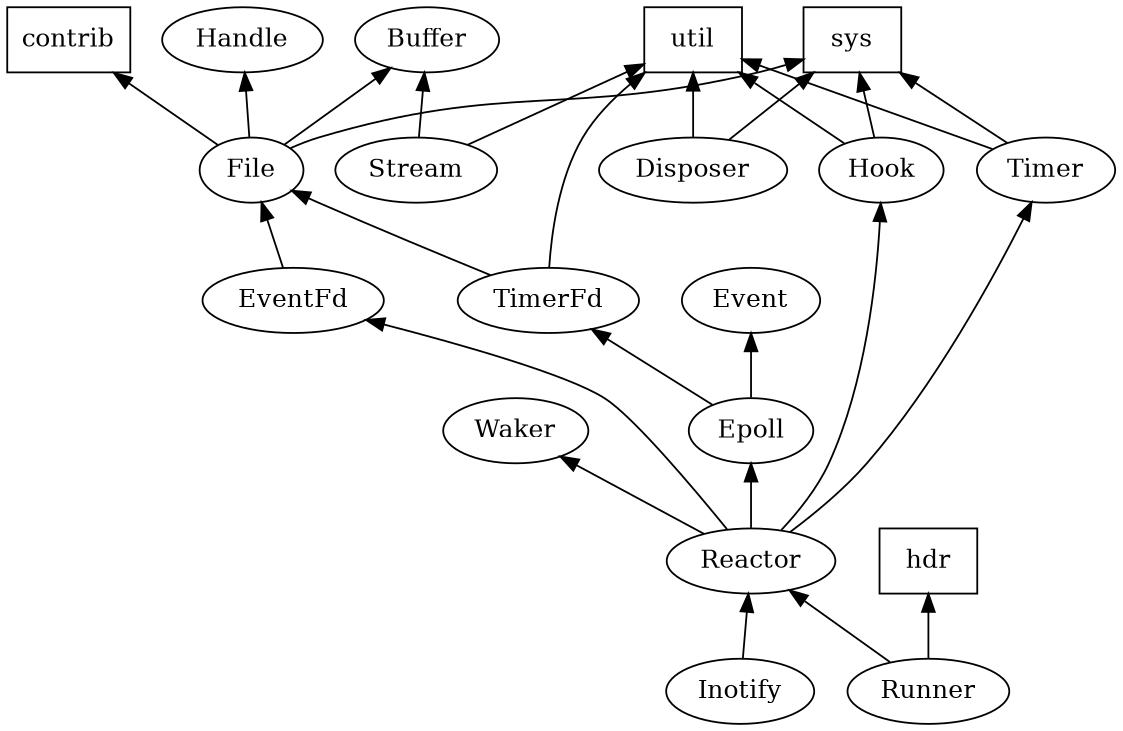 contrib
Handle
Buffer
util
sys
File
Stream
Disposer
Hook
Timer
EventFd
TimerFd
Event
Waker
Epoll
Reactor
hdr
Inotify
Runner